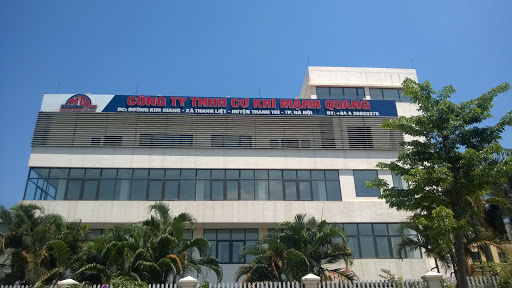 CÔNG TY TNHH CƠ KHÍ MẠNH QUANG
ĐC: ĐƯỜNG KIM GIANG - XÃ THANH LIỆT - HUYỆN THANH TRÌ - TP. HÀ NỘI